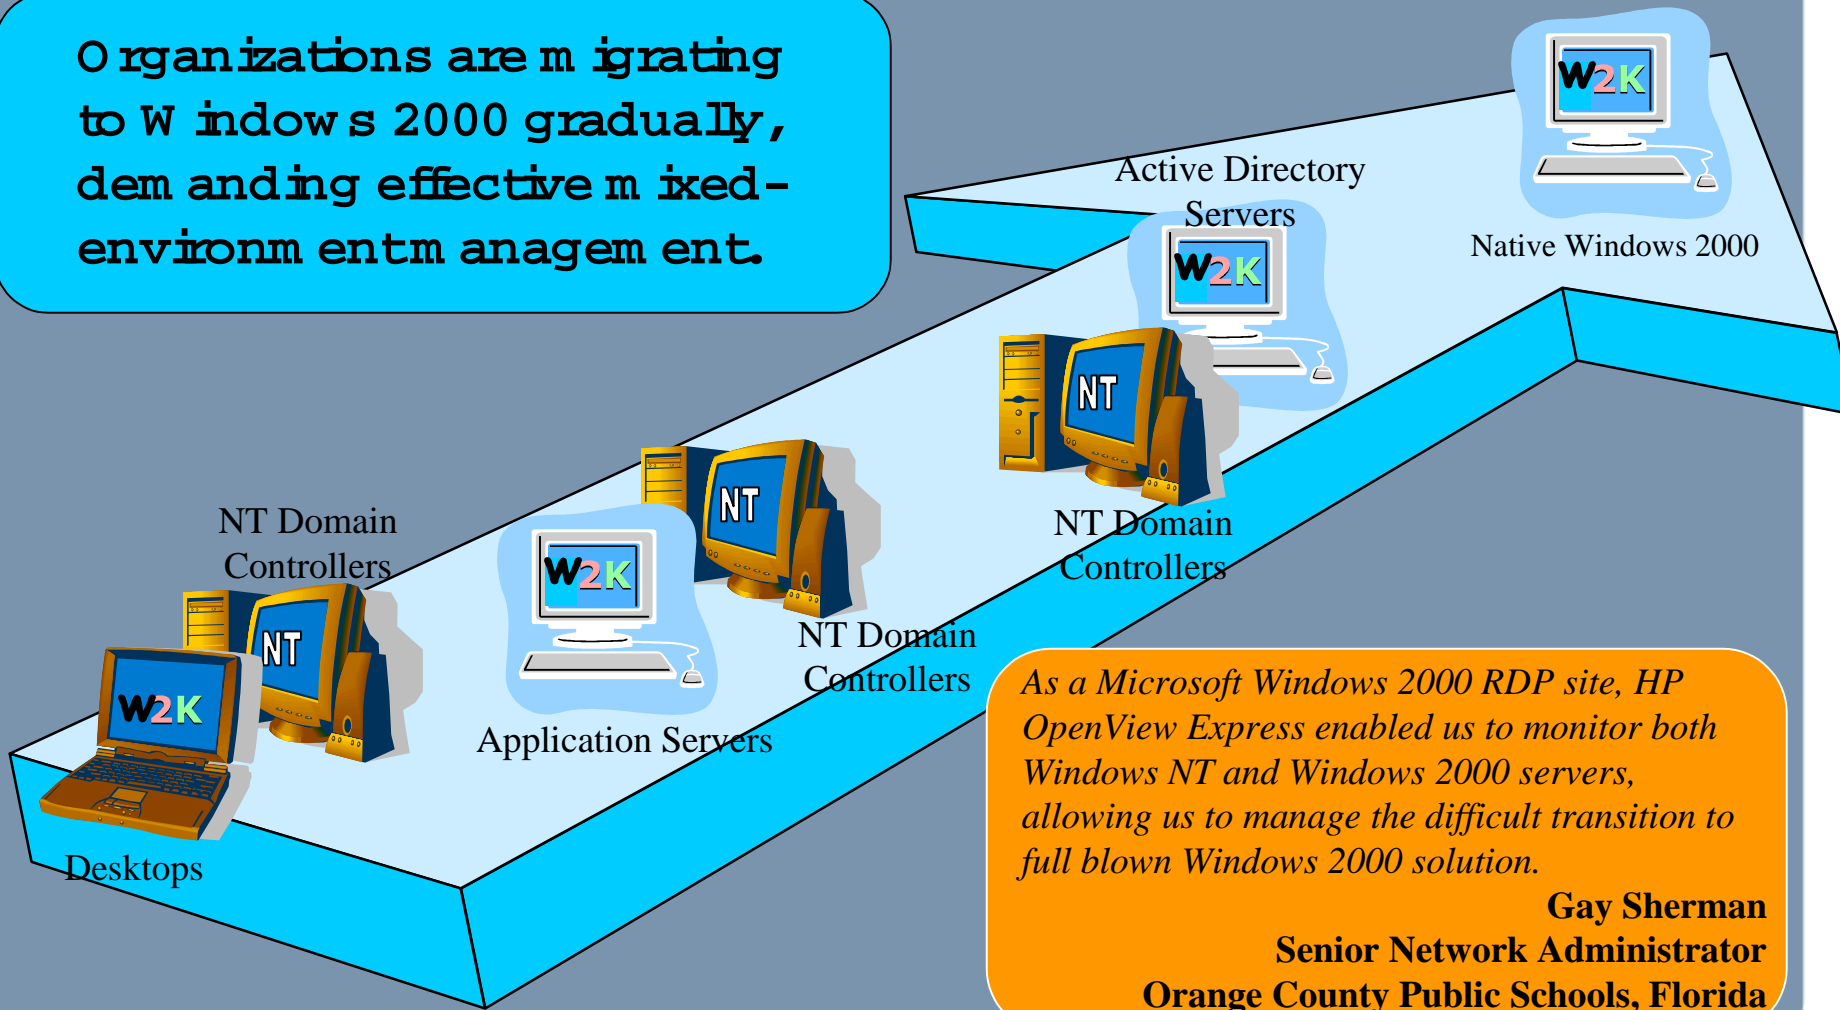 Organizations are migrating
to Windows 2000 gradually,
demanding effective mixed-
environment management.
W2K
Native Windows 2000
Active Directory
Servers
W2K
NT
NT Domain
Controllers
NT
NT Domain
Controllers
W2K
Application Servers
NT Domain
Controllers
NT
W2K
Desktops
As a Microsoft Windows 2000 RDP site, HP
OpenView Express enabled us to monitor both
Windows NT and Windows 2000 servers,
allowing us to manage the difficult transition to
full blown Windows 2000 solution.
Gay Sherman
Senior Network Administrator
Orange County Public Schools, Florida